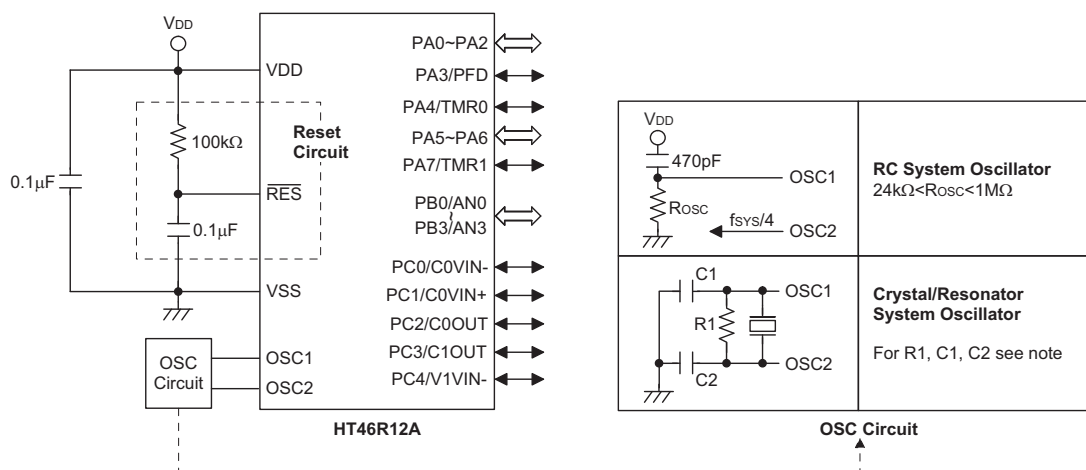 VDD
VDD
100kΩ
Reset
Circuit
0.1µF
RES
0.1µF
VSS
OSC
Circuit
OSC1
OSC2
PA0~PA2
PA3/PFD
PA4/TMR0
PA5~PA6
PA7/TMR1
PB0/AN0
~
PB3/AN3
PC0/C0VIN-
PC1/C0VIN+
PC2/C0OUT
PC3/C1OUT
PC4/V1VIN-
HT46R12A
VDD
470pF
OSC1
ROSC
fSYS/4
OSC2
RC System Oscillator
24kΩ<ROSC<1MΩ
C1
OSC1
R1
C2
OSC2
Crystal/Resonator
System Oscillator
For R1, C1, C2 see note
OSC Circuit